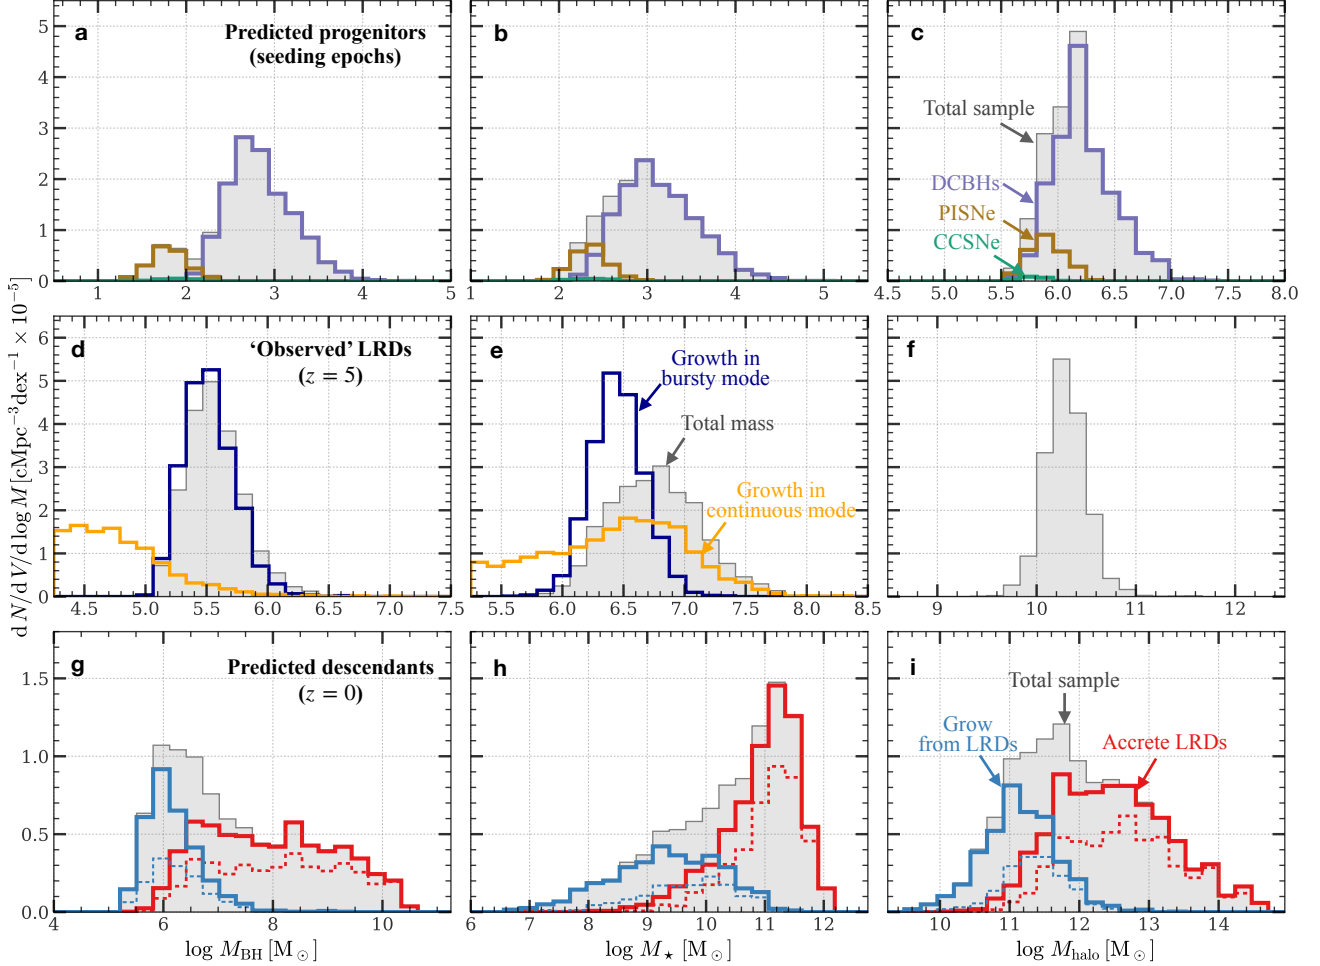 a
Predicted progenitors
(seeding epochs)
b
c
Total sample
DCBHs
PISNe
CCSNe
0
1
2
3
4
5
1
2
3
4
5
1
2
3
4
5
4.5
5.0
5.5
6.0
6.5
7.0
7.5
8.0
d
‘Observed’ LRDs
(z = 5)
e
Growth in
bursty mode
Total mass
Growth in
continuous mode
f
0
1
2
3
4
5
6
4.5
5.0
5.5
6.0
6.5
7.0
7.5
5.5
6.0
6.5
7.0
7.5
8.0
8.5
9
10
11
12
g
Predicted descendants
(z = 0)
h
i
Total sample
Grow
from LRDs
Accrete LRDs
0.0
0.5
1.0
1.5
4
6
8
10
6
7
8
9
10
11
12
10
11
12
13
14
d N/d V/d log M [cMpc⁻³dex⁻¹ × 10⁻⁵]
log M_BH [M_⊙]
log M_⋆ [M_⊙]
log M_halo [M_⊙]